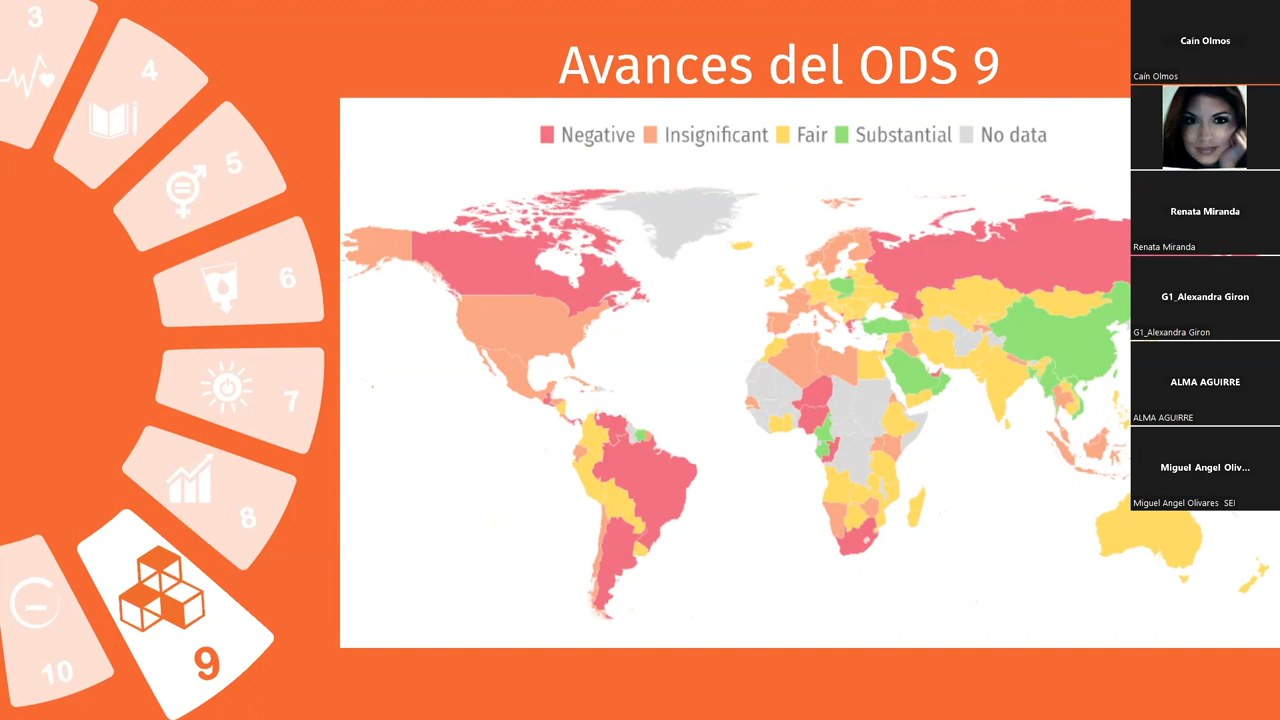 Avances del ODS 9
Negative Insignificant Fair Substantial No data
3
4
5
6
7
8
9
10
Caín Olmos
Caín Olmos
Renata Miranda
Renata Miranda
G1_Alexandra Giron
G1_Alexandra Giron
ALMA AGUIRRE
ALMA AGUIRRE
Miguel Angel Oliv...
Miguel Angel Olivares SEI